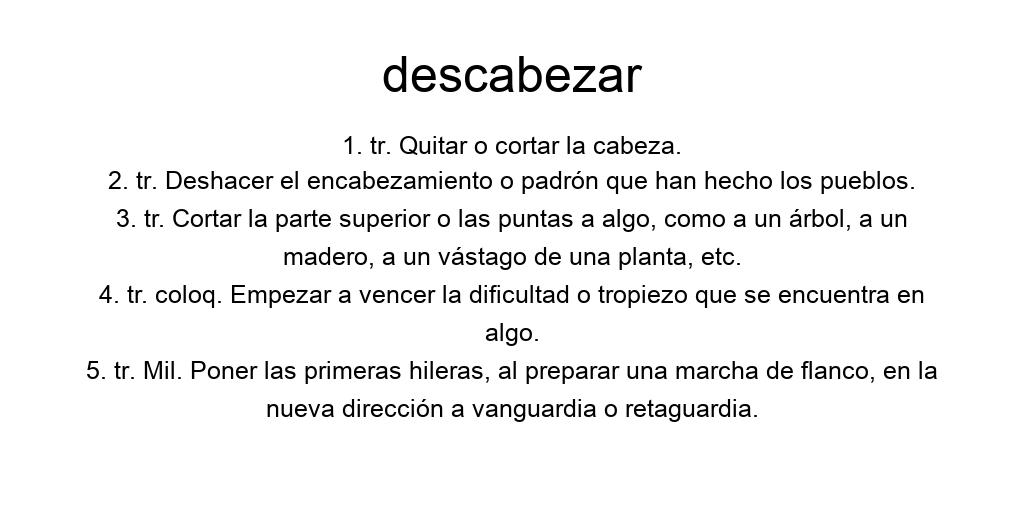 descabezar
1. tr. Quitar o cortar la cabeza.
2. tr. Deshacer el encabezamiento o padrón que han hecho los pueblos.
3. tr. Cortar la parte superior o las puntas a algo, como a un árbol, a un
madero, a un vástago de una planta, etc.
4. tr. coloq. Empezar a vencer la dificultad o tropiezo que se encuentra en
algo.
5. tr. Mil. Poner las primeras hileras, al preparar una marcha de flanco, en la
nueva dirección a vanguardia o retaguardia.